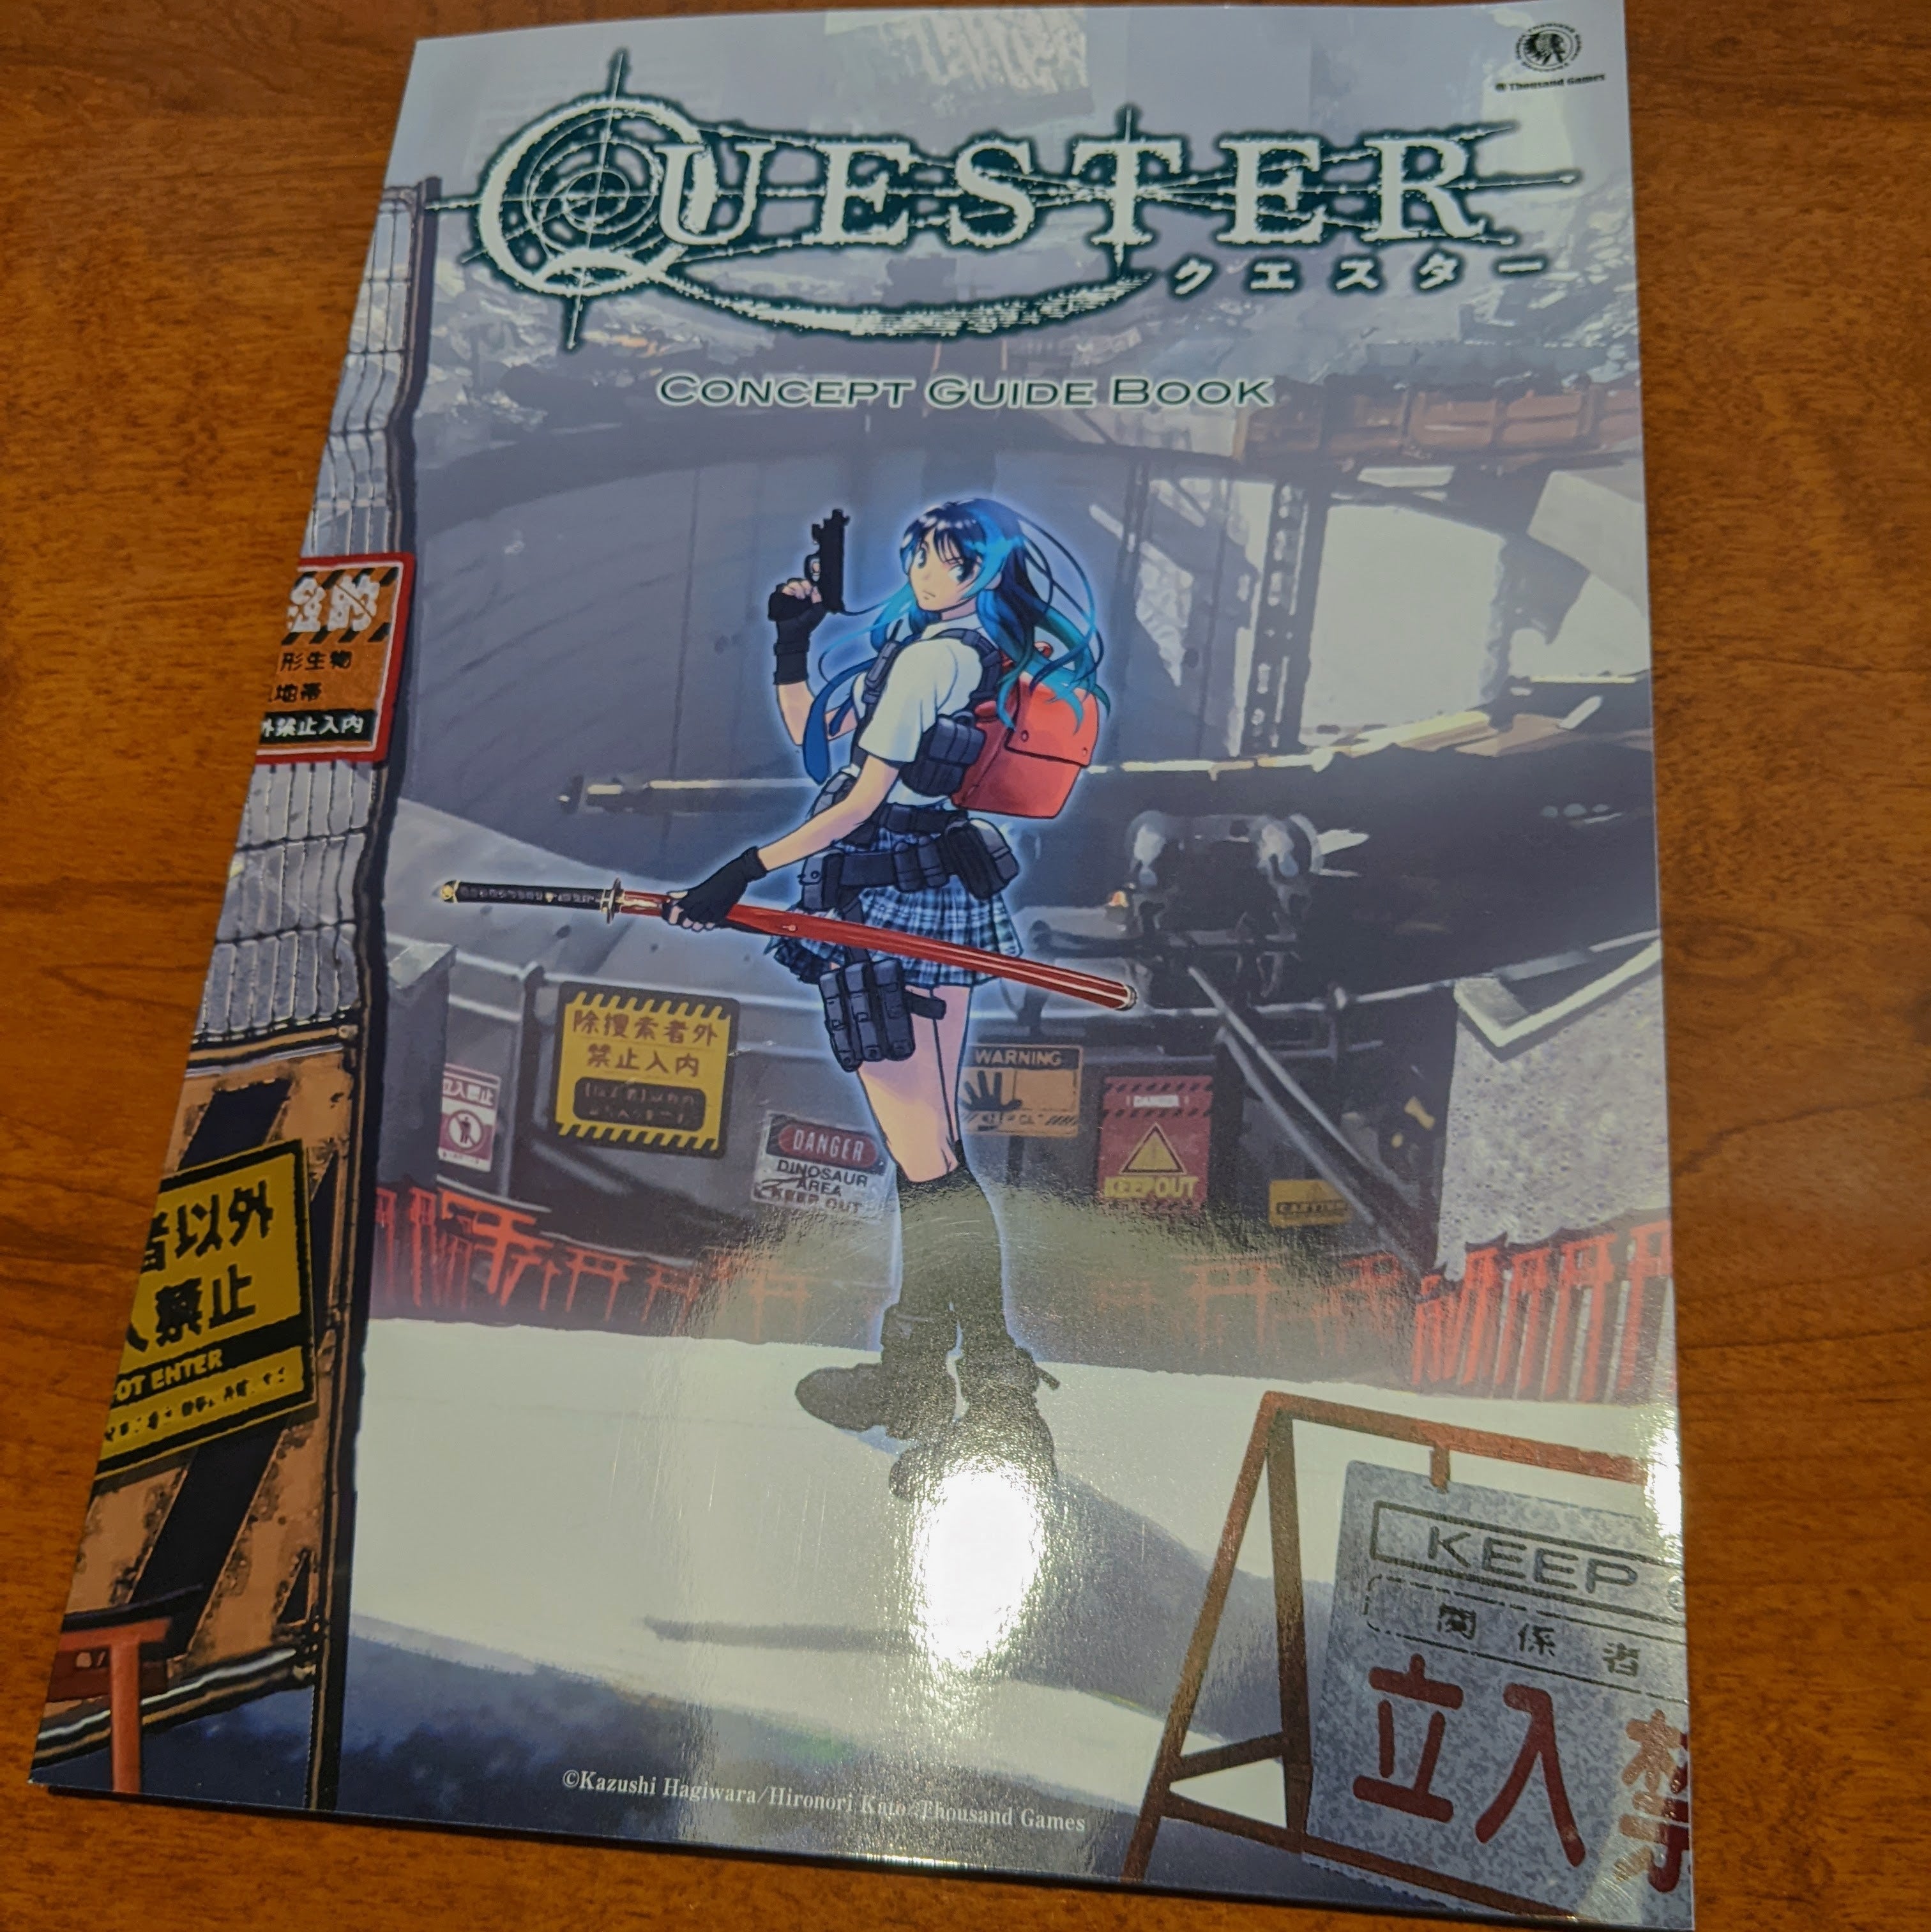 Thousand Games
QUESTER
クエスター
CONCEPT GUIDE BOOK
形生物
地帯
外禁止入内
除捜索者外
禁止入内
立入禁止
WARNING
DANGER
DINOSAUR
AREA
KEEP OUT
DANGER
KEEP OUT
CAUTION
者以外
禁止
OT ENTER
KEEP
関係者
立入禁
©Kazushi Hagiwara/Hironori Kato/Thousand Games